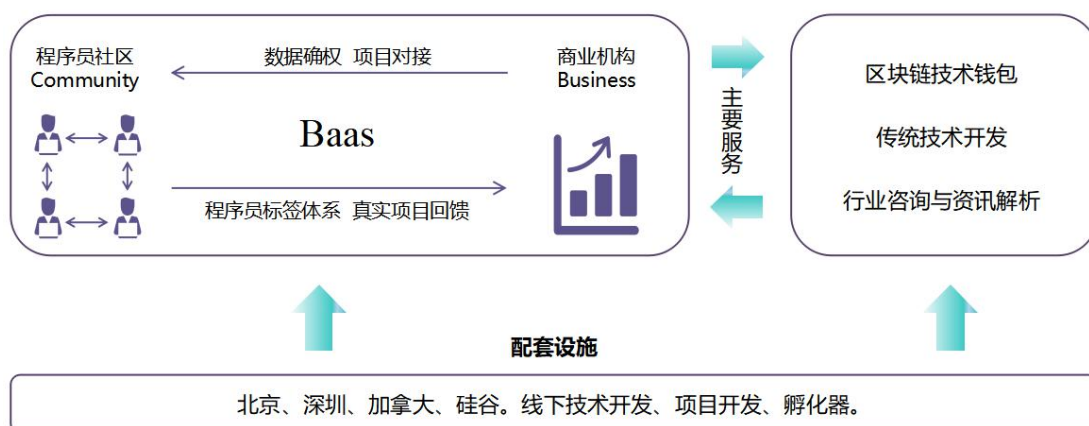 程序员社区
Community
数据确权 项目对接
商业机构
Business
Baas
程序员标签体系 真实项目回馈
主要服务
区块链技术钱包
传统技术开发
行业咨询与资讯解析
配套设施
北京、深圳、加拿大、硅谷。线下技术开发、项目开发、孵化器。